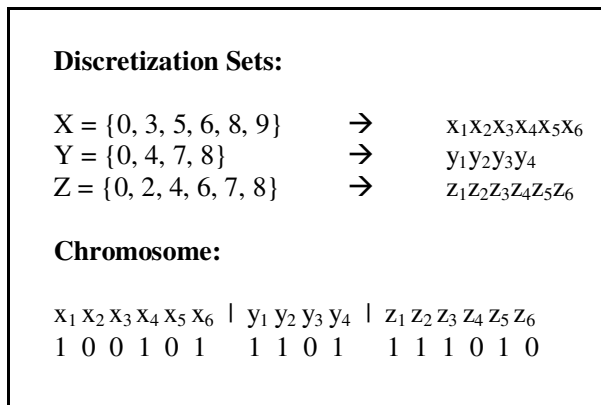 Discretization Sets:
X = {0, 3, 5, 6, 8, 9} → x₁x₂x₃x₄x₅x₆
Y = {0, 4, 7, 8} → y₁y₂y₃y₄
Z = {0, 2, 4, 6, 7, 8} → z₁z₂z₃z₄z₅z₆
Chromosome:
x₁ x₂ x₃ x₄ x₅ x₆ | y₁ y₂ y₃ y₄ | z₁ z₂ z₃ z₄ z₅ z₆
1 0 0 1 0 1 1 1 0 1 1 1 1 0 1 0